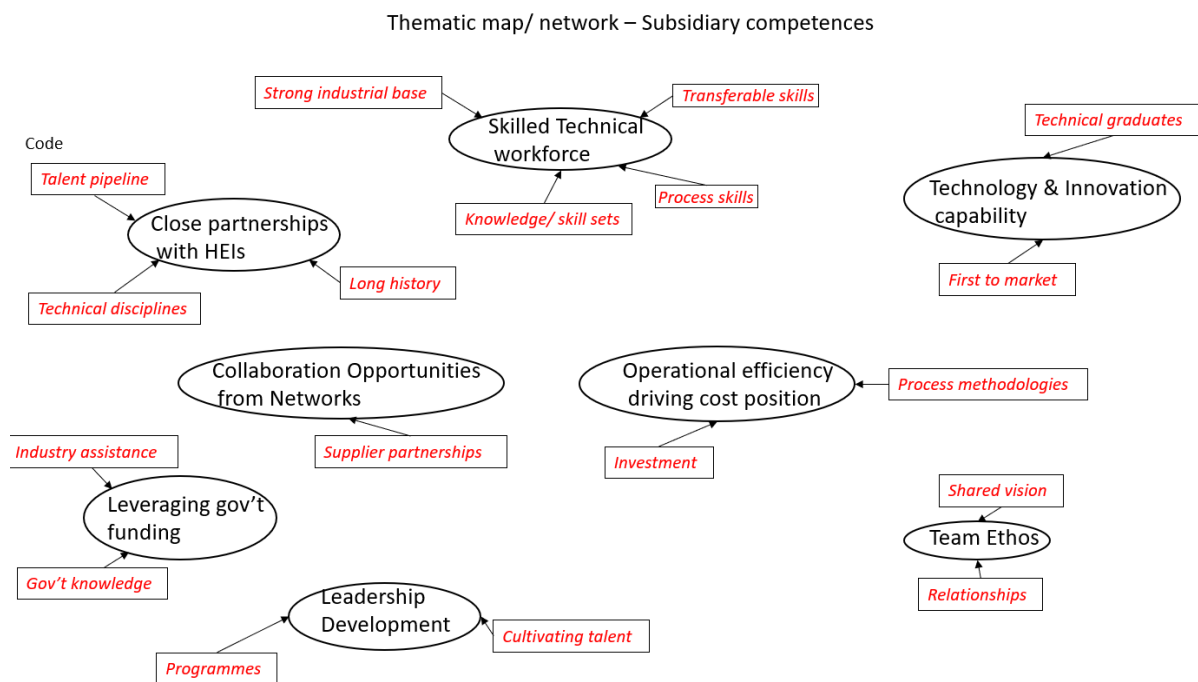 Thematic map/ network – Subsidiary competences
Strong industrial base
Transferable skills
Skilled Technical
workforce
Process skills
Knowledge/ skill sets
Technical graduates
Technology & Innovation
capability
First to market
Code
Talent pipeline
Close partnerships
with HEIs
Long history
Technical disciplines
Collaboration Opportunities
from Networks
Supplier partnerships
Operational efficiency
driving cost position
Process methodologies
Investment
Industry assistance
Leveraging gov’t
funding
Gov’t knowledge
Shared vision
Team Ethos
Relationships
Leadership
Development
Cultivating talent
Programmes